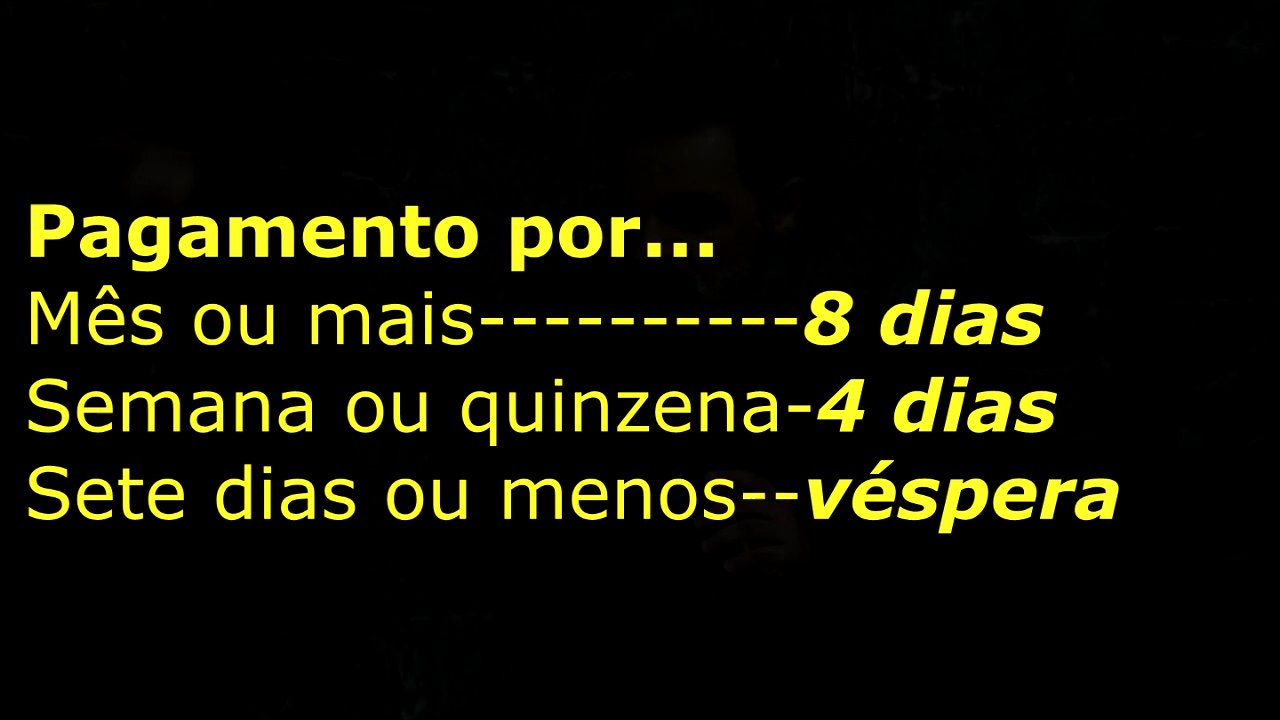 Pagamento por...
Mês ou mais----------8 dias
Semana ou quinzena-4 dias
Sete dias ou menos--véspera